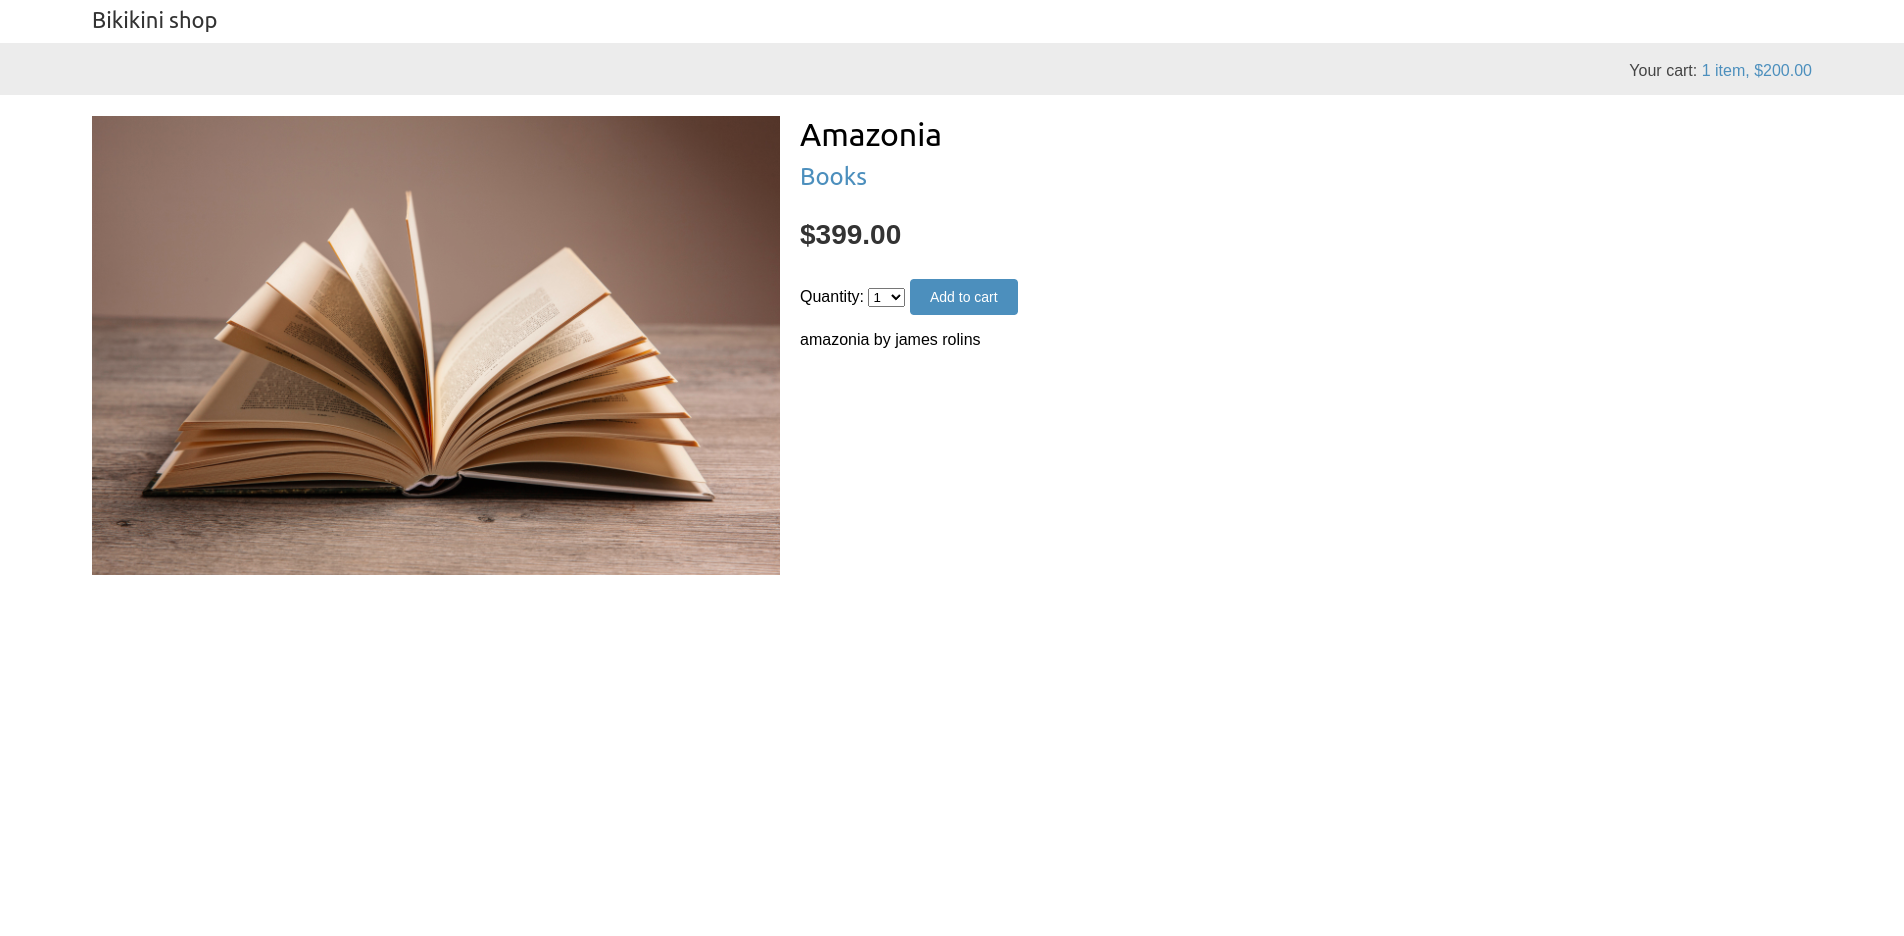 Bikikini shop
Your cart: 1 item, $200.00
Amazonia
Books
$399.00
Quantity: 1 Add to cart
amazonia by james rolins